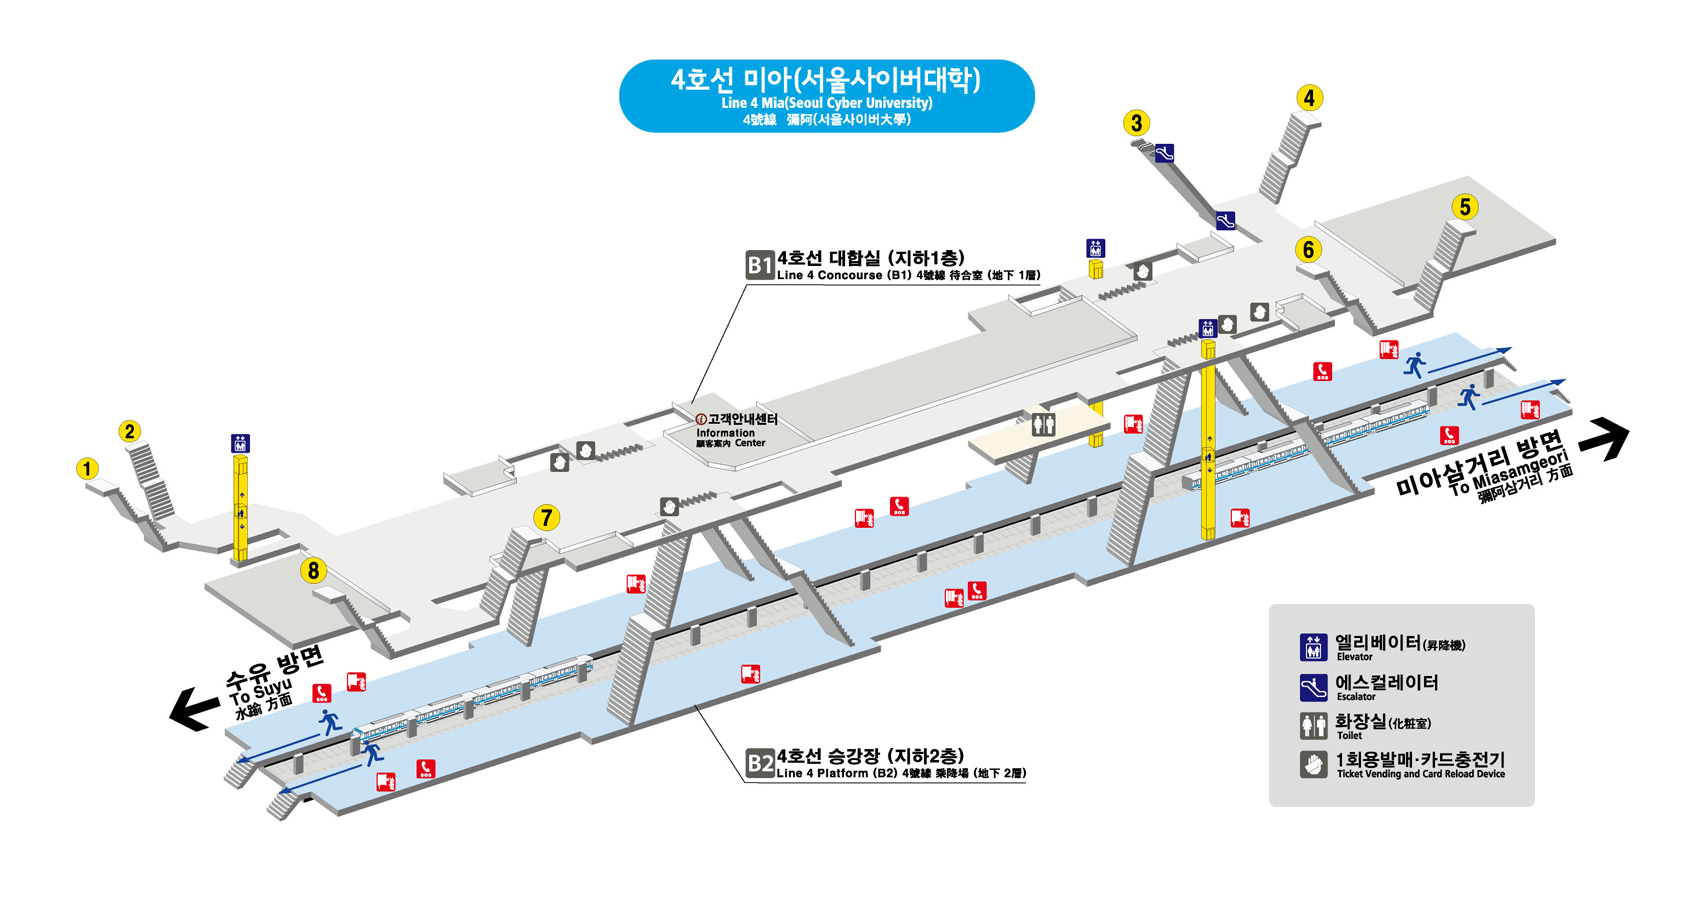 4호선 미아(서울사이버대학)
Line 4 Mia(Seoul Cyber University)
4號線 彌阿(서울사이버大學)
4
3
5
6
B1 4호선 대합실 (지하1층)
Line 4 Concourse (B1) 4號線 待合室 (地下 1層)
i 고객안내센터
Information
顧客案內 Center
2
1
7
8
SOS
SOS
SOS
SOS
SOS
SOS
미아삼거리 방면
To Miasamgeori
彌阿삼거리 方面
수유 방면
To Suyu
水踰 方面
B2 4호선 승강장 (지하2층)
Line 4 Platform (B2) 4號線 乘降場 (地下 2層)
엘리베이터(昇降機)
Elevator
에스컬레이터
Escalator
화장실(化粧室)
Toilet
1회용발매·카드충전기
Ticket Vending and Card Reload Device